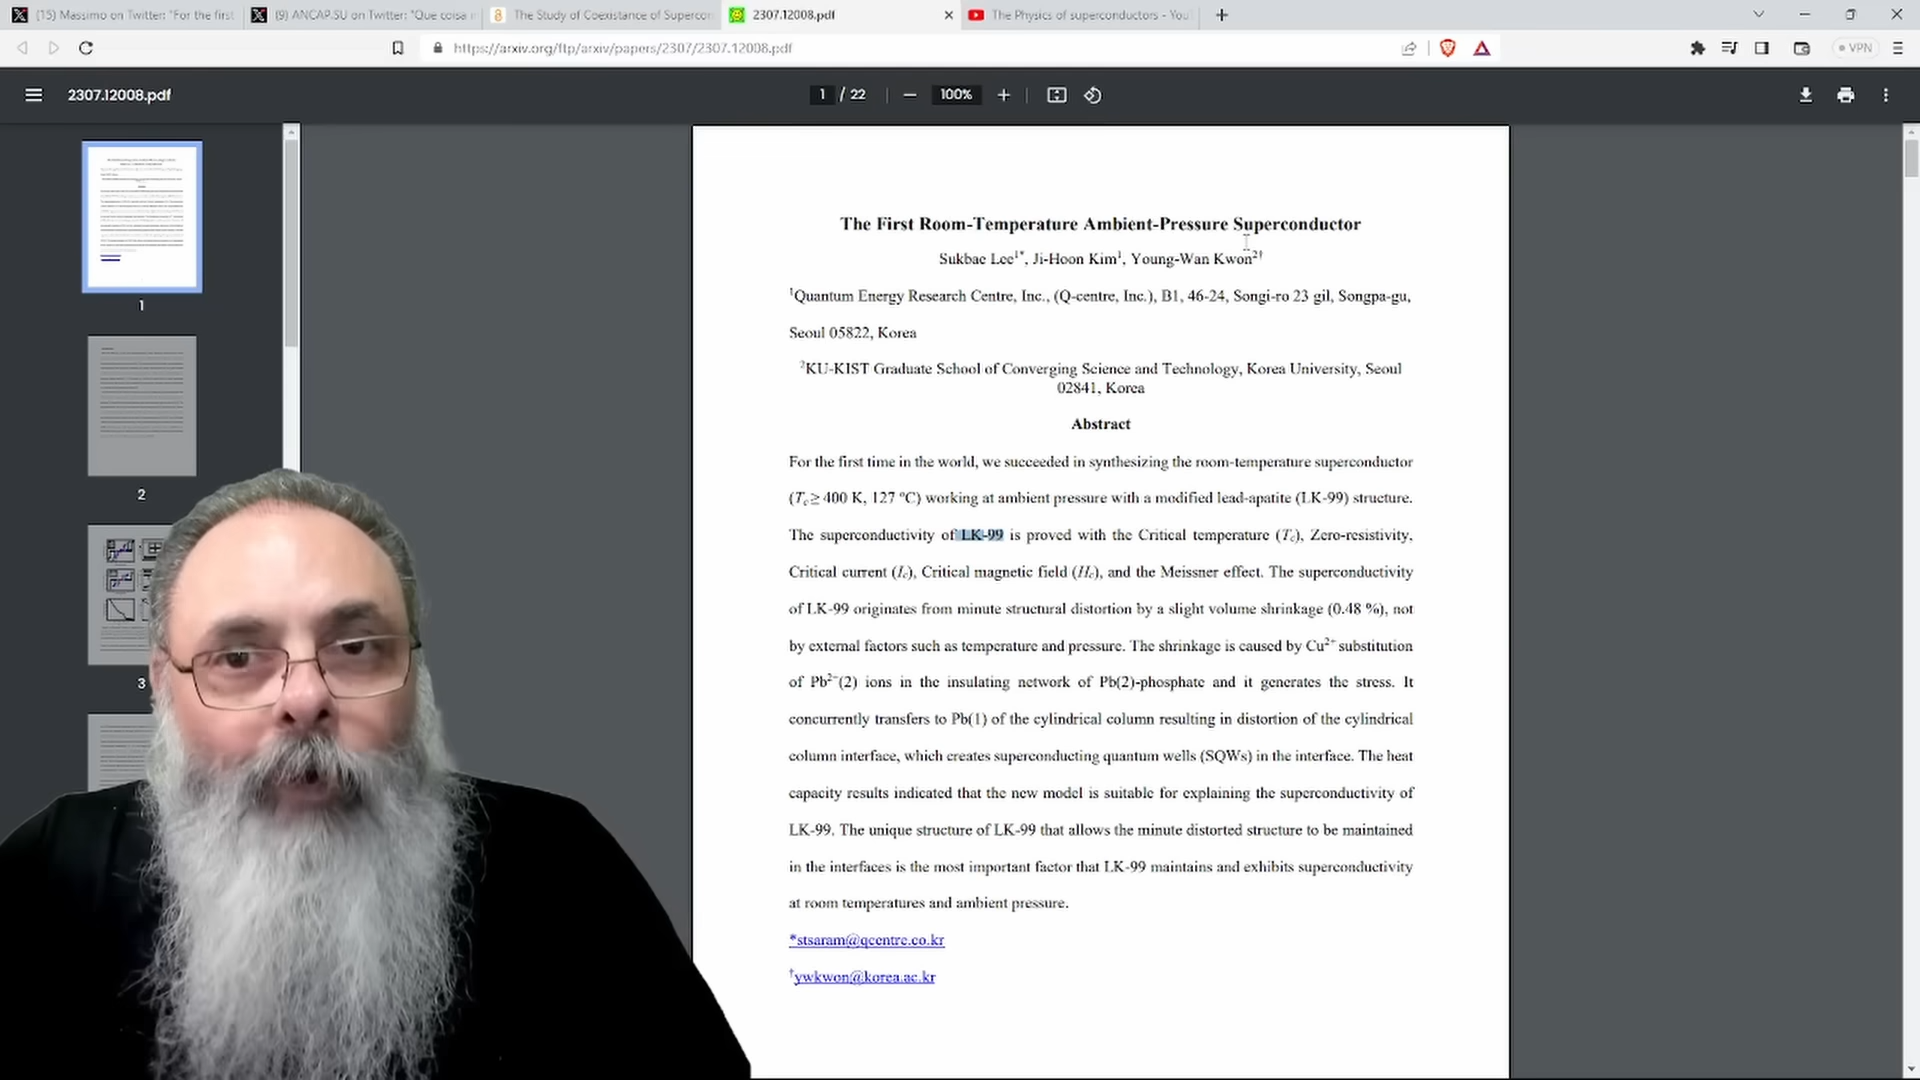 (15) Massimo on Twitter: "For the first
(9) ANCAP.SU on Twitter: "Que coisa i
The Study of Coexistance of Supercon
2307.12008.pdf
The Physics of superconductors - You
https://arxiv.org/ftp/arxiv/papers/2307/2307.12008.pdf
VPN
2307.12008.pdf
1 / 22
100%
1
2
3
The First Room-Temperature Ambient-Pressure Superconductor
Sukbae Lee1*, Ji-Hoon Kim1, Young-Wan Kwon2†
1Quantum Energy Research Centre, Inc., (Q-centre, Inc.), B1, 46-24, Songi-ro 23 gil, Songpa-gu,
Seoul 05822, Korea
2KU-KIST Graduate School of Converging Science and Technology, Korea University, Seoul
02841, Korea
Abstract
For the first time in the world, we succeeded in synthesizing the room-temperature superconductor
(Tc ≥ 400 K, 127 °C) working at ambient pressure with a modified lead-apatite (LK-99) structure.
The superconductivity of LK-99 is proved with the Critical temperature (Tc), Zero-resistivity,
Critical current (Ic), Critical magnetic field (Hc), and the Meissner effect. The superconductivity
of LK-99 originates from minute structural distortion by a slight volume shrinkage (0.48 %), not
by external factors such as temperature and pressure. The shrinkage is caused by Cu2+ substitution
of Pb2+(2) ions in the insulating network of Pb(2)-phosphate and it generates the stress. It
concurrently transfers to Pb(1) of the cylindrical column resulting in distortion of the cylindrical
column interface, which creates superconducting quantum wells (SQWs) in the interface. The heat
capacity results indicated that the new model is suitable for explaining the superconductivity of
LK-99. The unique structure of LK-99 that allows the minute distorted structure to be maintained
in the interfaces is the most important factor that LK-99 maintains and exhibits superconductivity
at room temperatures and ambient pressure.
*stsaram@qcentre.co.kr
†ywkwon@korea.ac.kr